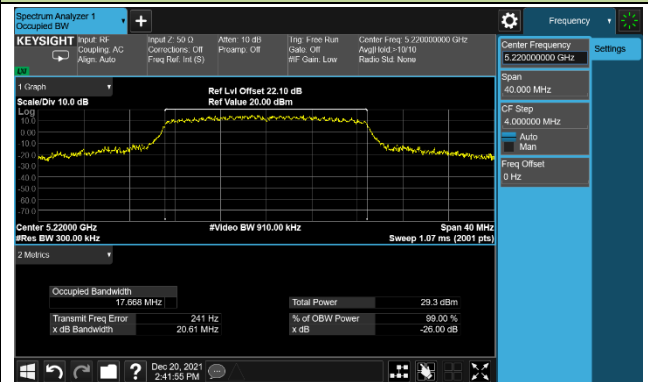 Spectrum Analyzer 1
Occupied BW
Frequency
KEYSIGHT
Input: RF
Coupling: AC
Align: Auto
Input Z: 50 Ω
Corrections: Off
Freq Ref: Int (S)
Atten: 10 dB
Preamp: Off
Trig: Free Run
Gate: Off
#IF Gain: Low
Center Freq: 5.220000000 GHz
Avg|Hold:>10/10
Radio Std: None
Center Frequency
5.220000000 GHz
Settings
Span
40.000 MHz
CF Step
4.000000 MHz
Auto
Man
Freq Offset
0 Hz
LW
1 Graph
Scale/Div 10.0 dB
Ref Lvl Offset 22.10 dB
Ref Value 20.00 dBm
Log
10.0
0.00
-10.0
-20.0
-30.0
-40.0
-50.0
-60.0
-70.0
Center 5.22000 GHz
#Res BW 300.00 kHz
#Video BW 910.00 kHz
Span 40 MHz
Sweep 1.07 ms (2001 pts)
2 Metrics
Occupied Bandwidth
17.668 MHz
Total Power 29.3 dBm
Transmit Freq Error 241 Hz
% of OBW Power 99.00 %
x dB Bandwidth 20.61 MHz
x dB -26.00 dB
?
Dec 20, 2021
2:41:55 PM